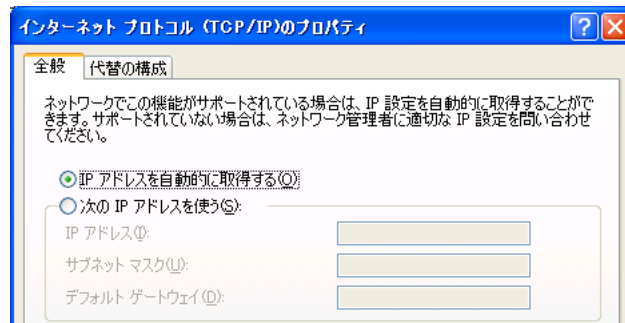 インターネット プロトコル (TCP/IP)のプロパティ
全般 代替の構成
ネットワークでこの機能がサポートされている場合は、IP 設定を自動的に取得することがで
きます。サポートされていない場合は、ネットワーク管理者に適切な IP 設定を問い合わせ
てください。
IP アドレスを自動的に取得する(O)
次の IP アドレスを使う(S):
IP アドレス(I):
サブネット マスク(U):
デフォルト ゲートウェイ(D):